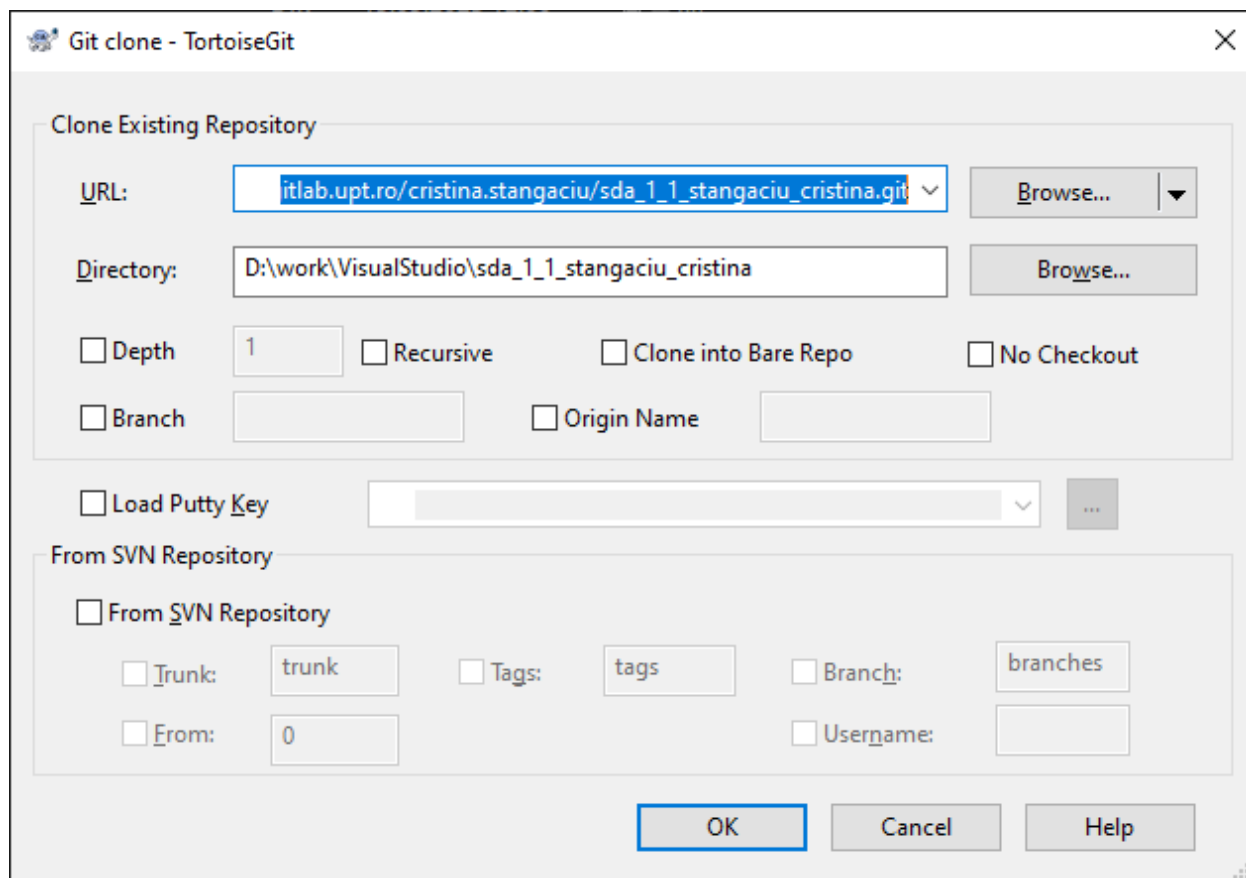 Git clone - TortoiseGit
Clone Existing Repository
URL: itlab.upt.ro/cristina.stangaciu/sda_1_1_stangaciu_cristina.git Browse...
Directory: D:\work\VisualStudio\sda_1_1_stangaciu_cristina Browse...
Depth 1 Recursive Clone into Bare Repo No Checkout
Branch Origin Name
Load Putty Key ...
From SVN Repository
From SVN Repository
Trunk: trunk Tags: tags Branch: branches
From: 0 Username:
OK Cancel Help